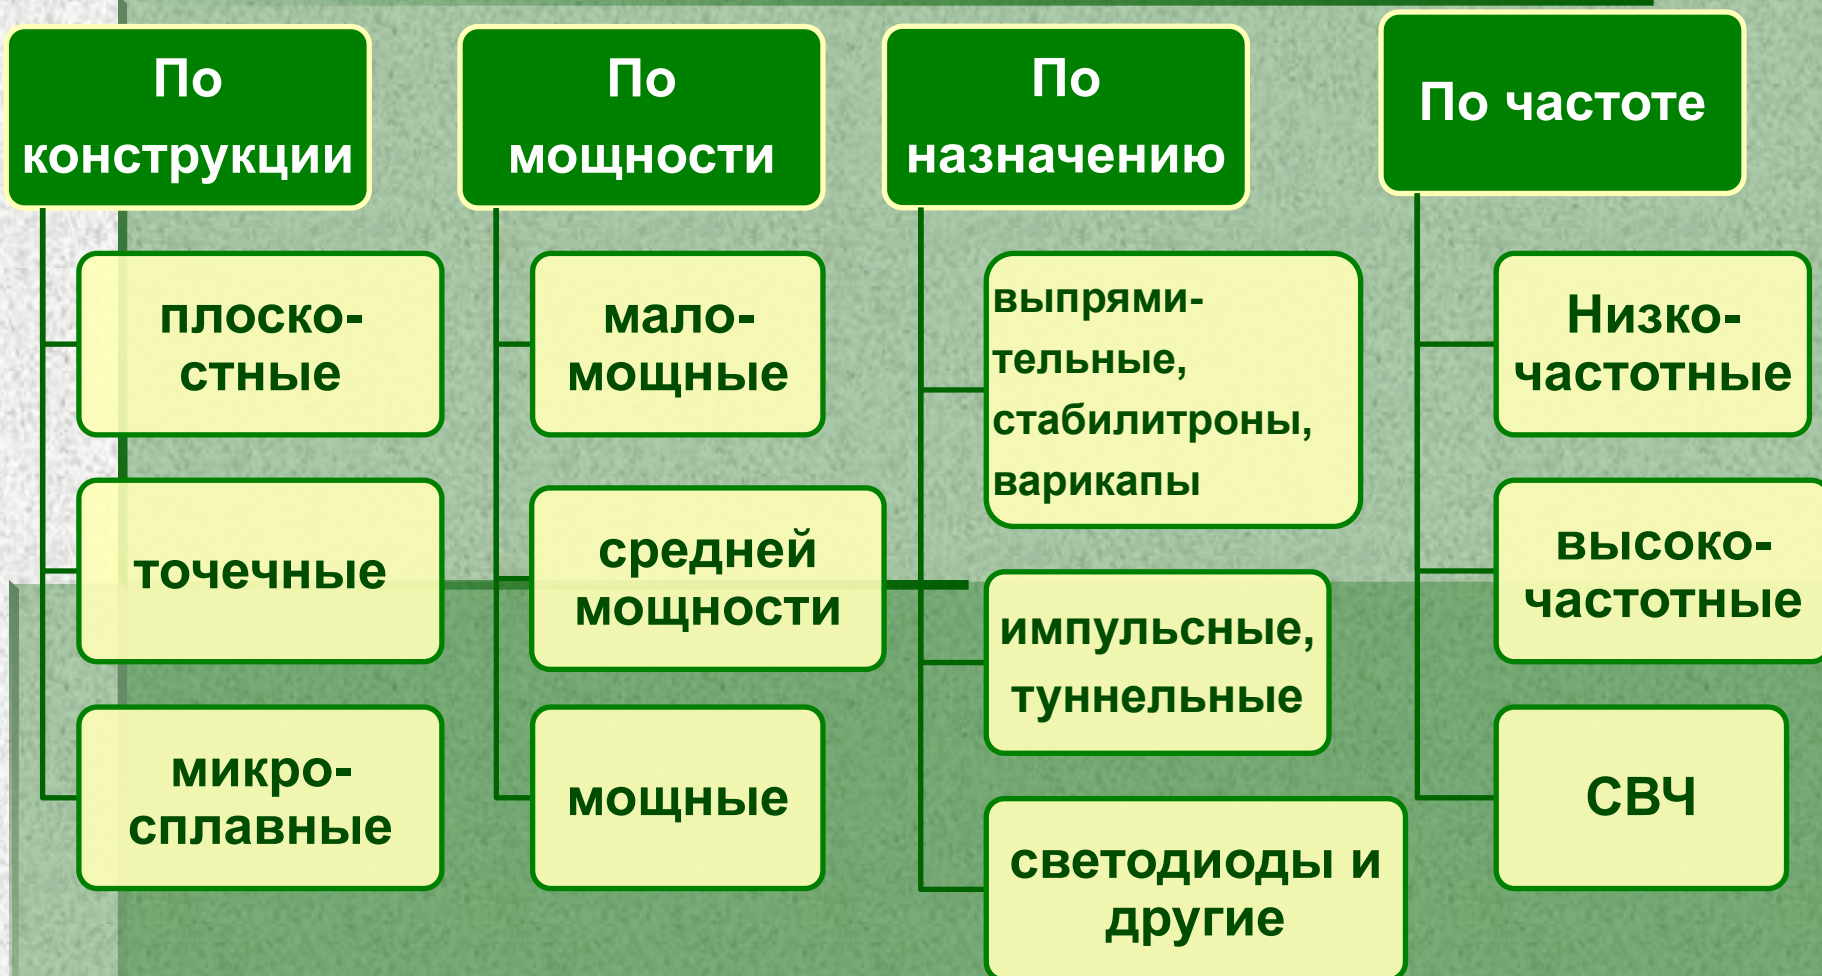 По
конструкции
плоско-
стные
точечные
микро-
сплавные
По
мощности
мало-
мощные
средней
мощности
мощные
По
назначению
выпрями-
тельные,
стабилитроны,
варикапы
импульсные,
туннельные
светодиоды и
другие
По частоте
Низко-
частотные
высоко-
частотные
СВЧ